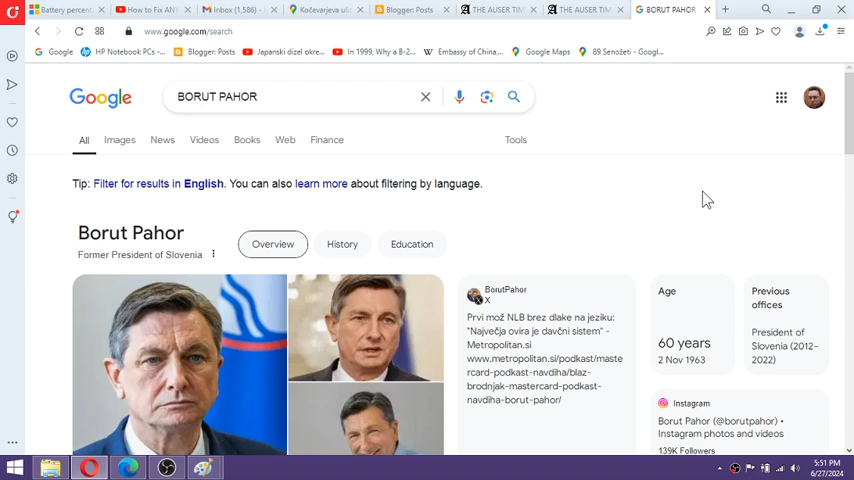 Battery percenta
How to Fix ANY
Inbox (1,586) -
Kočevarjeva uli
Blogger: Posts
THE AUSER TIM
THE AUSER TIM
BORUT PAHOR
www.google.com/search
Google
HP Notebook PCs-...
Blogger: Posts
Japanski dizel okre...
In 1999, Why a B-2...
Embassy of China,...
Google Maps
89 Senožeti - Googl...
Google
BORUT PAHOR
All
Images
News
Videos
Books
Web
Finance
Tools
Tip: Filter for results in English. You can also learn more about filtering by language.
Borut Pahor
Former President of Slovenia
Overview
History
Education
BorutPahor
X
Prvi mož NLB brez dlake na jeziku:
"Največja ovira je davčni sistem" -
Metropolitan.si
www.metropolitan.si/podkast/maste
rcard-podkast-navdiha/blaz-
brodnjak-mastercard-podkast-
navdiha-borut-pahor/
Age
60 years
2 Nov 1963
Previous
offices
President of
Slovenia (2012–
2022)
Instagram
Borut Pahor (@borutpahor) •
Instagram photos and videos
139K Followers
5:51 PM
6/27/2024